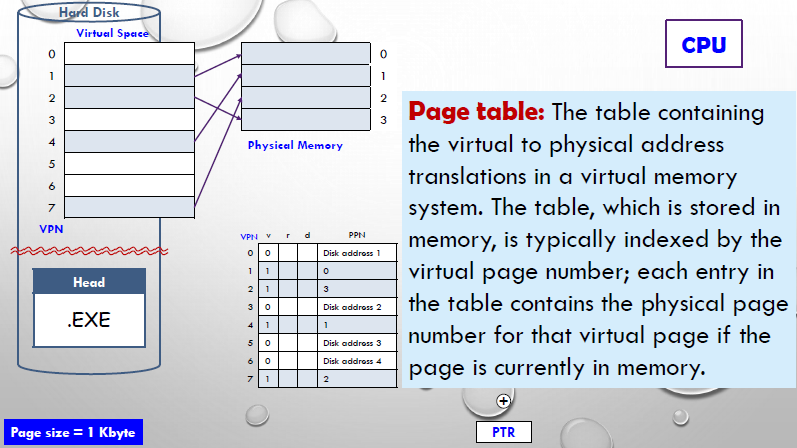 Hard Disk
Virtual Space
0
1
2
3
4
5
6
7
VPN
0
1
2
3
Physical Memory
CPU
Page table: The table containing
the virtual to physical address
translations in a virtual memory
system. The table, which is stored in
memory, is typically indexed by the
virtual page number; each entry in
the table contains the physical page
number for that virtual page if the
page is currently in memory.
VPN v r d PPN
0 0 Disk address 1
1 1 0
2 1 3
3 0 Disk address 2
4 1 1
5 0 Disk address 3
6 0 Disk address 4
7 1 2
Head
.EXE
Page size = 1 Kbyte
+
PTR